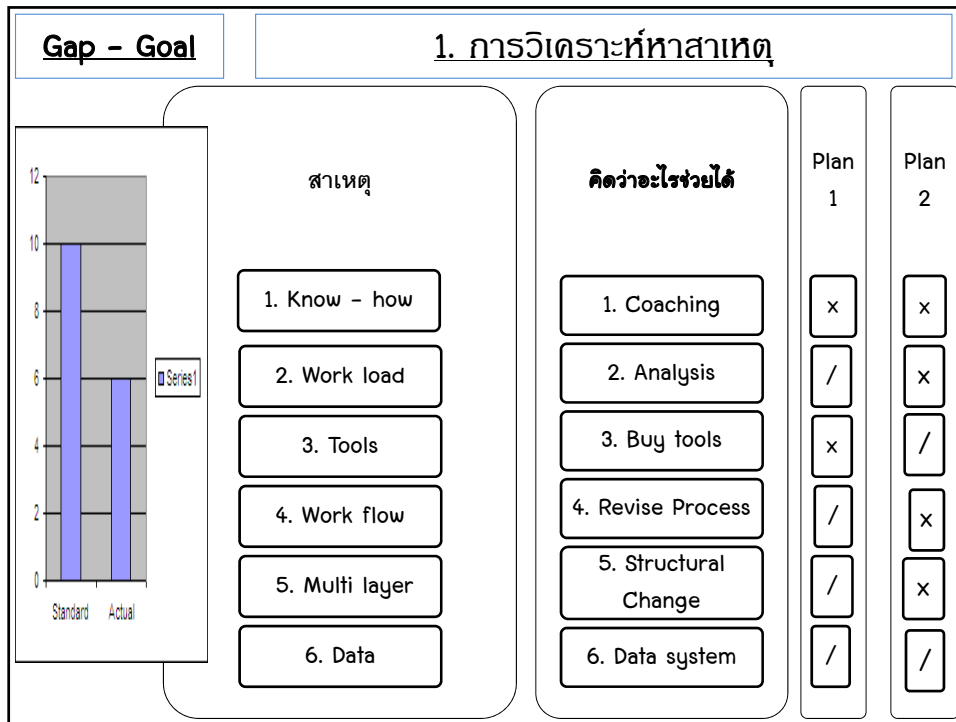 Gap - Goal
1. การวิเคราะห์หาสาเหตุ
12
10
8
6
4
2
0
Standard
Actual
Series1
สาเหตุ
1. Know - how
2. Work load
3. Tools
4. Work flow
5. Multi layer
6. Data
คิดว่าอะไรช่วยได้
1. Coaching
2. Analysis
3. Buy tools
4. Revise Process
5. Structural
Change
6. Data system
Plan
1
x
/
x
/
/
/
Plan
2
x
x
/
x
x
/